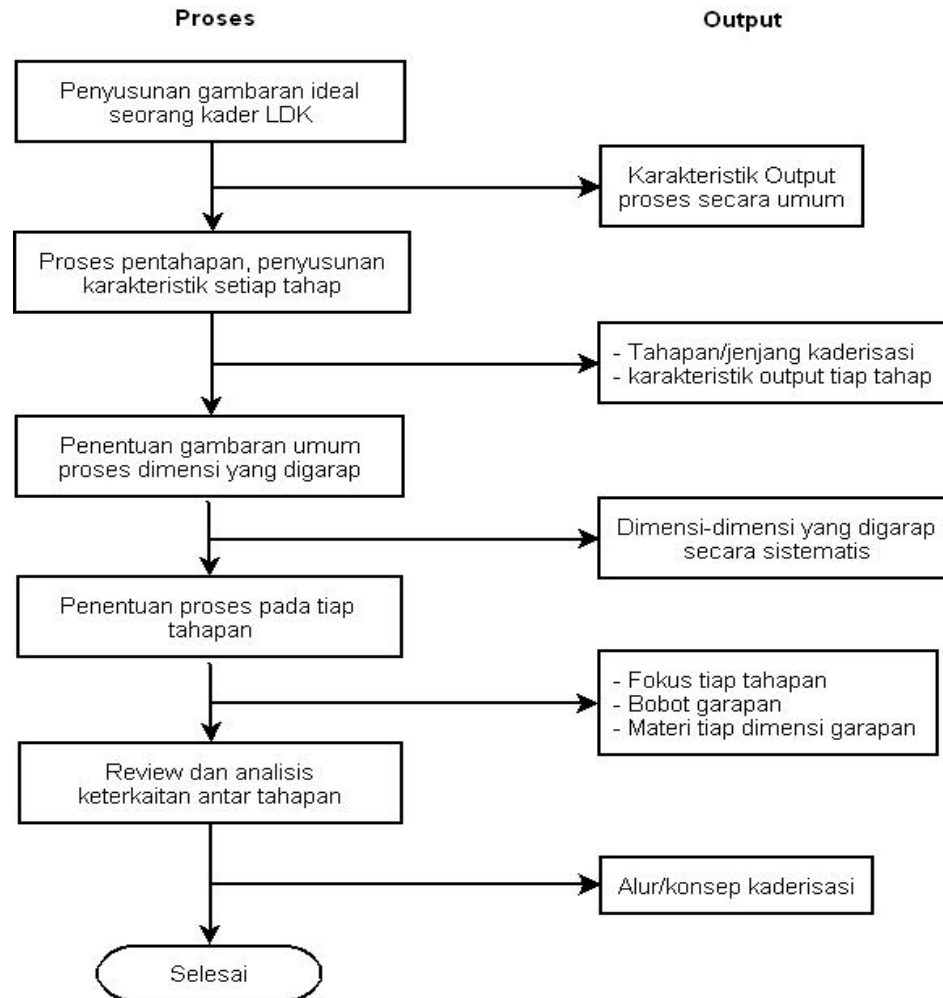 Proses
Output
Penyusunan gambaran ideal
seorang kader LDK
Karakteristik Output
proses secara umum
Proses pentahapan, penyusunan
karakteristik setiap tahap
- Tahapan/jenjang kaderisasi
- karakteristik output tiap tahap
Penentuan gambaran umum
proses dimensi yang digarap
Dimensi-dimensi yang digarap
secara sistematis
Penentuan proses pada tiap
tahapan
- Fokus tiap tahapan
- Bobot garapan
- Materi tiap dimensi garapan
Review dan analisis
keterkaitan antar tahapan
Alur/konsep kaderisasi
Selesai